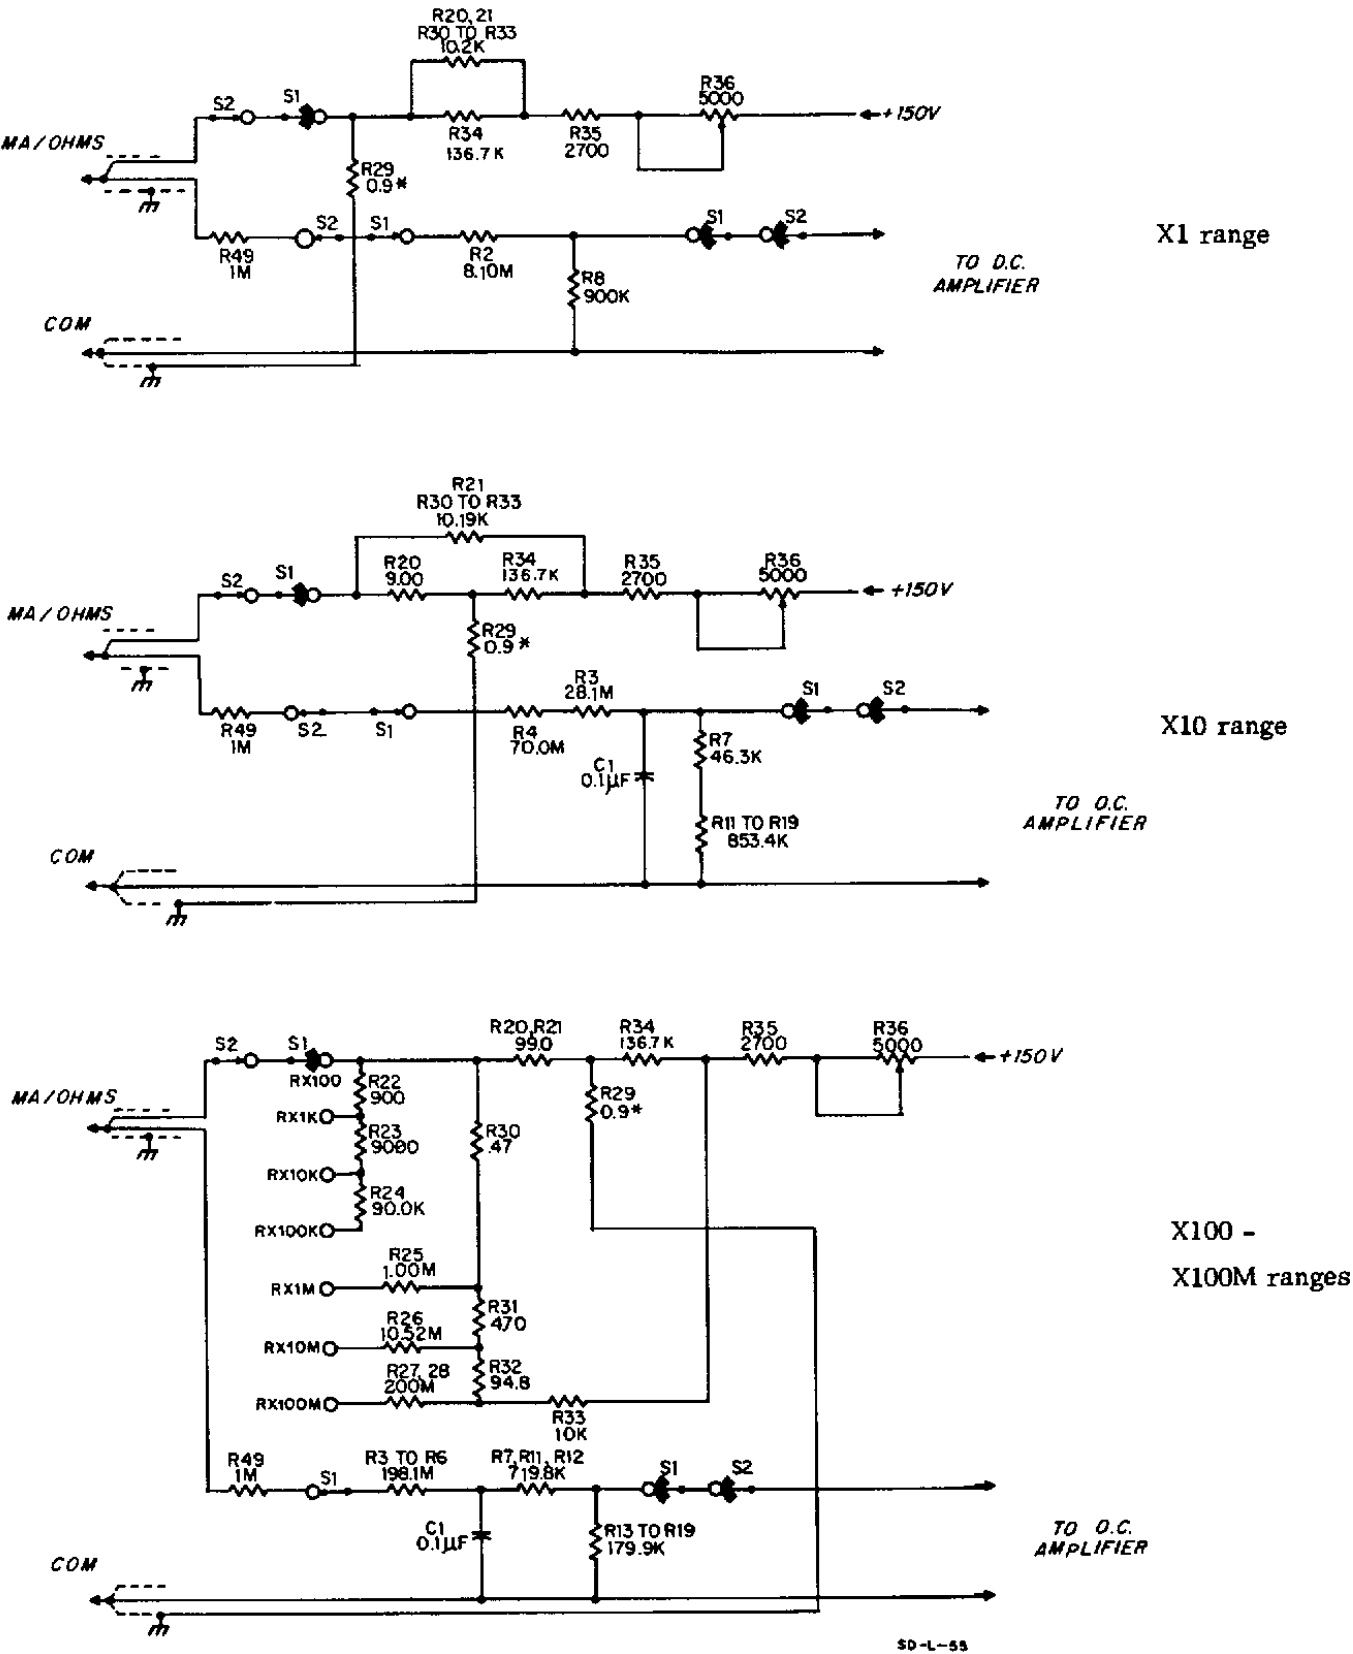 R20,21
R30 TO R33
10.2K
S2
S1
R36
5000
+150V
MA/OHMS
R34
136.7K
R35
2700
R29
0.9*
S2
S1
S1
S2
R49
1M
R2
8.10M
R8
900K
X1 range
TO D.C.
AMPLIFIER
COM
R21
R30 TO R33
10.19K
S2
S1
R20
9.00
R34
136.7K
R35
2700
R36
5000
+150V
MA/OHMS
R29
0.9*
R3
28.1M
S1
S2
R49
1M
S2
S1
R4
70.0M
R7
46.3K
X10 range
C1
0.1µF
R11 TO R19
853.4K
TO D.C.
AMPLIFIER
COM
R20,R21
99.0
R34
136.7K
R35
2700
R36
5000
S2
S1
+150V
RX100
R22
900
R29
0.9*
MA/OHMS
RX1K
R23
9000
R30
.47
RX10K
R24
90.0K
RX100K
X100 -
X100M ranges
R25
1.00M
RX1M
R31
470
R26
10.52M
RX10M
R32
94.8
R27,28
200M
RX100M
R33
10K
R49
1M
S1
R3 TO R6
198.1M
R7,R11,R12
719.8K
S1
S2
C1
0.1µF
R13 TO R19
179.9K
TO D.C.
AMPLIFIER
COM
SD-L-55